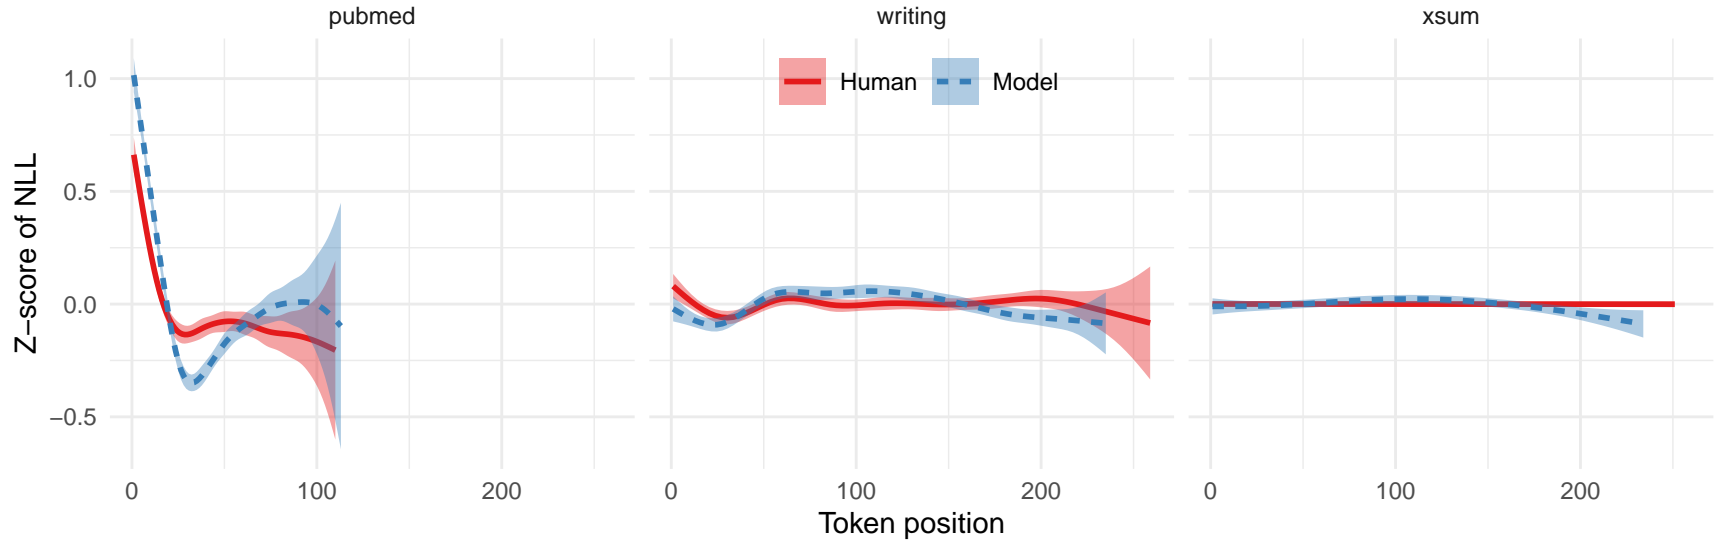 pubmed writing xsum
Human Model
1.0
0.5
0.0
−0.5
Z−score of NLL
0 100 200 0 100 200 0 100 200
Token position